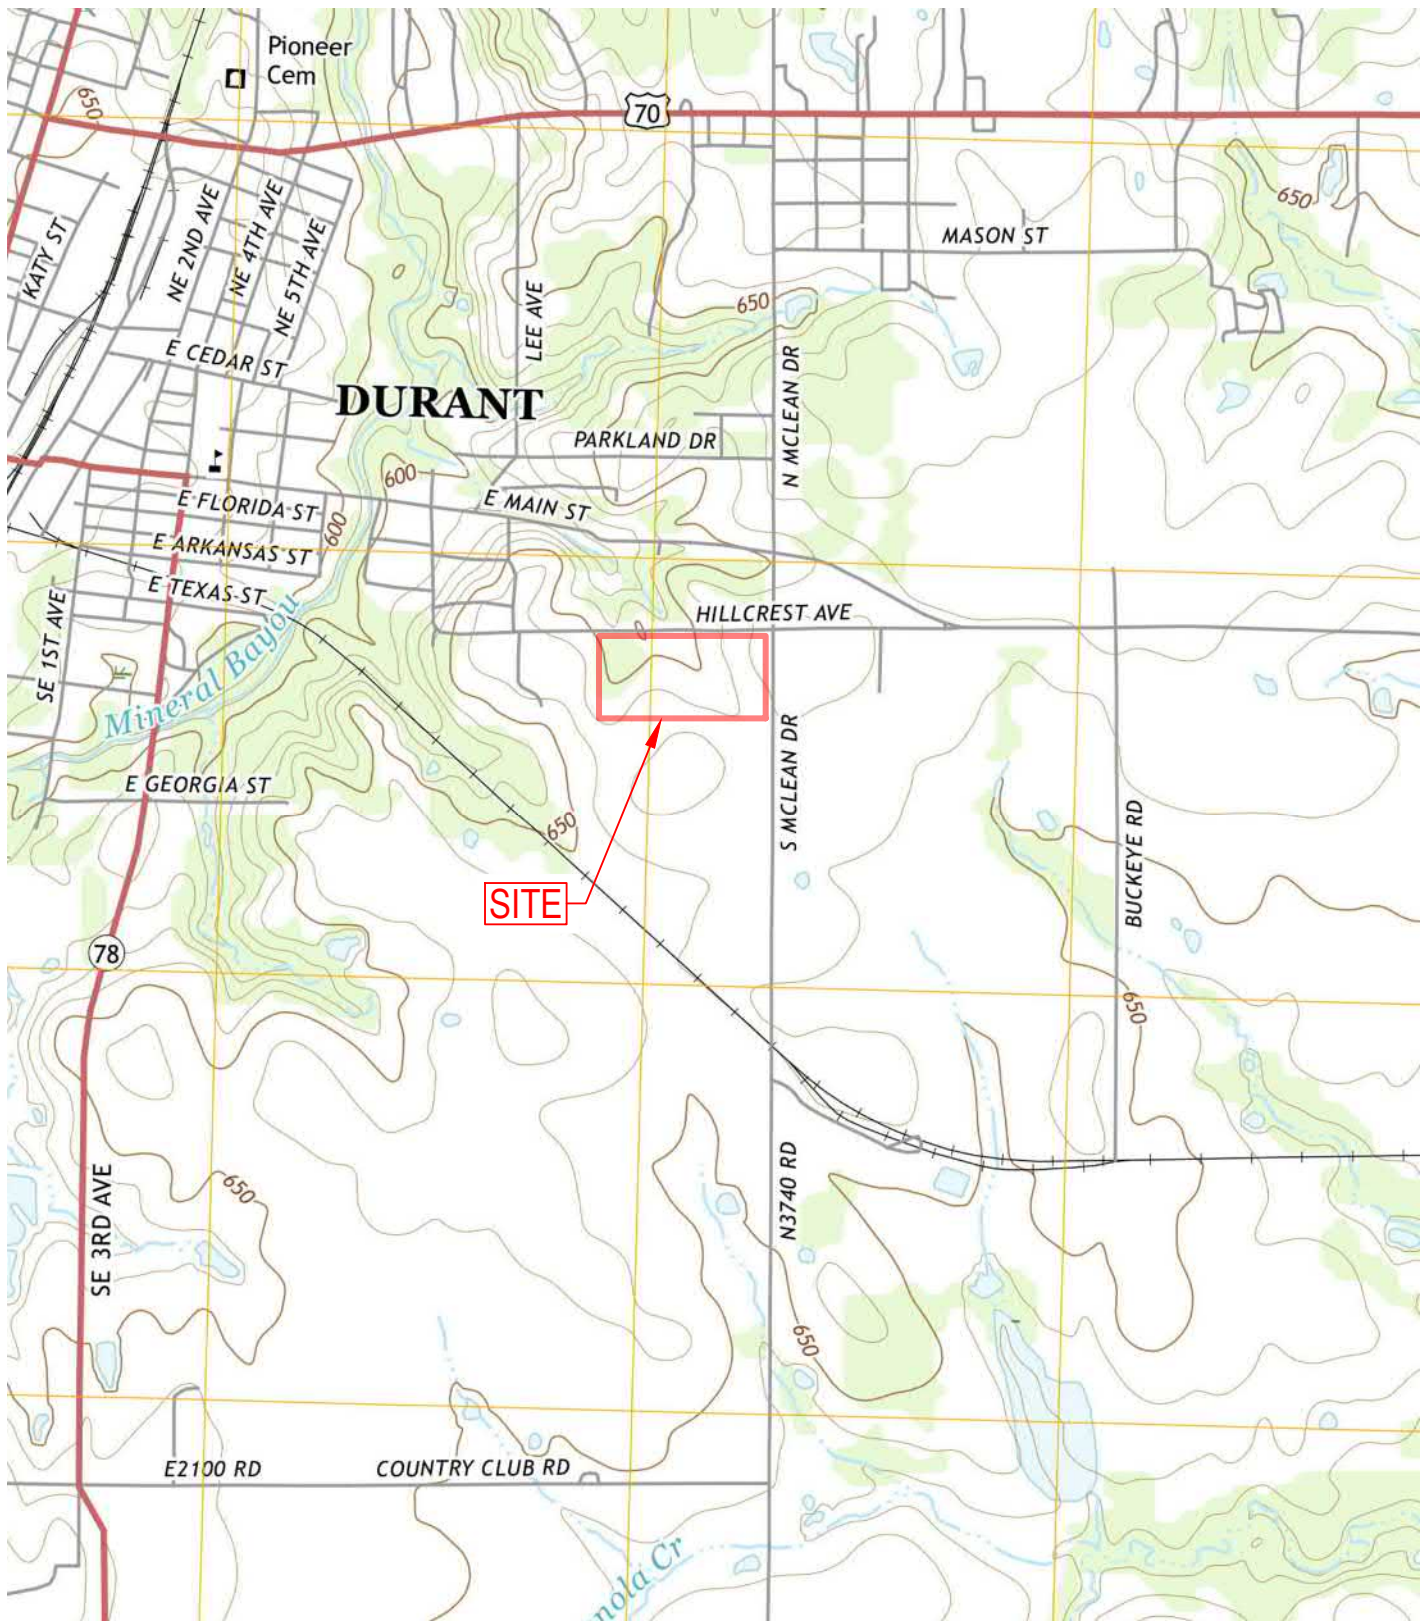 Pioneer
Cem
650
70
650
KATY ST
NE 2ND AVE
NE 4TH AVE
NE 5TH AVE
MASON ST
LEE AVE
650
E CEDAR ST
N MCLEAN DR
DURANT
PARKLAND DR
600
E FLORIDA ST
600
E MAIN ST
E ARKANSAS ST
E TEXAS ST
SE 1ST AVE
Mineral Bayou
HILLCREST AVE
E GEORGIA ST
650
S MCLEAN DR
BUCKEYE RD
SITE
78
650
SE 3RD AVE
650
N3740 RD
650
E2100 RD
COUNTRY CLUB RD
nola Cr